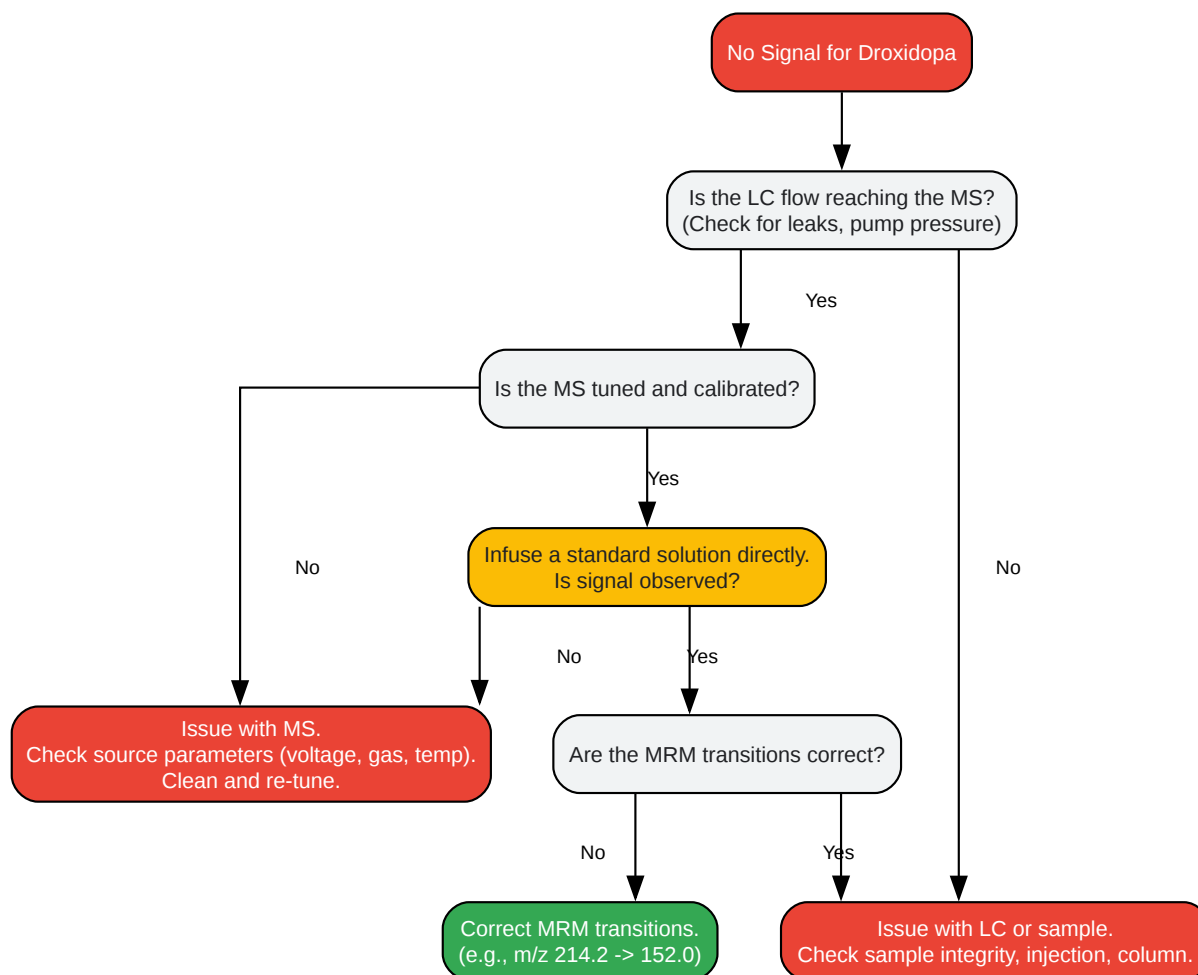 No Signal for Droxidopa
Is the LC flow reaching the MS?
(Check for leaks, pump pressure)
Yes
Is the MS tuned and calibrated?
Yes
Infuse a standard solution directly.
Is signal observed?
No
No
No
Yes
Issue with MS.
Check source parameters (voltage, gas, temp).
Clean and re-tune.
Are the MRM transitions correct?
No
Yes
Correct MRM transitions.
(e.g., m/z 214.2 -> 152.0)
Issue with LC or sample.
Check sample integrity, injection, column.